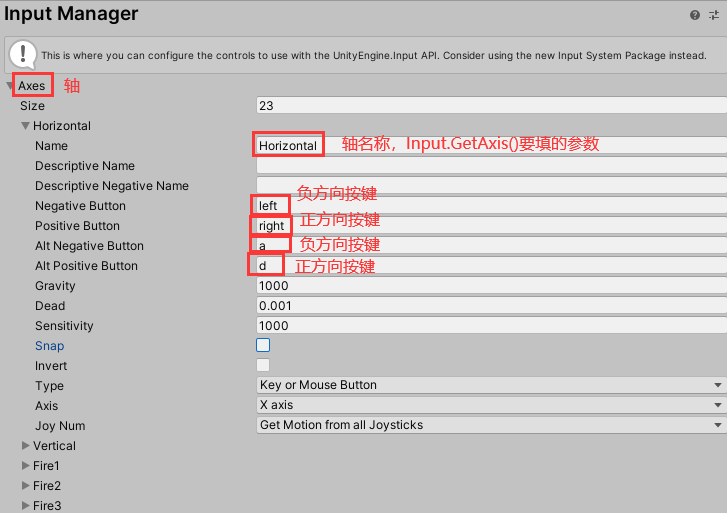 Input Manager
This is where you can configure the controls to use with the UnityEngine.Input API. Consider using the new Input System Package instead.
Axes 轴
Size 23
Horizontal
Name Horizontal 轴名称，Input.GetAxis()要填的参数
Descriptive Name
Descriptive Negative Name
负方向按键
Negative Button left
Positive Button right 正方向按键
Alt Negative Button a 负方向按键
Alt Positive Button d 正方向按键
Gravity 1000
Dead 0.001
Sensitivity 1000
Snap
Invert
Type Key or Mouse Button
Axis X axis
Joy Num Get Motion from all Joysticks
Vertical
Fire1
Fire2
Fire3